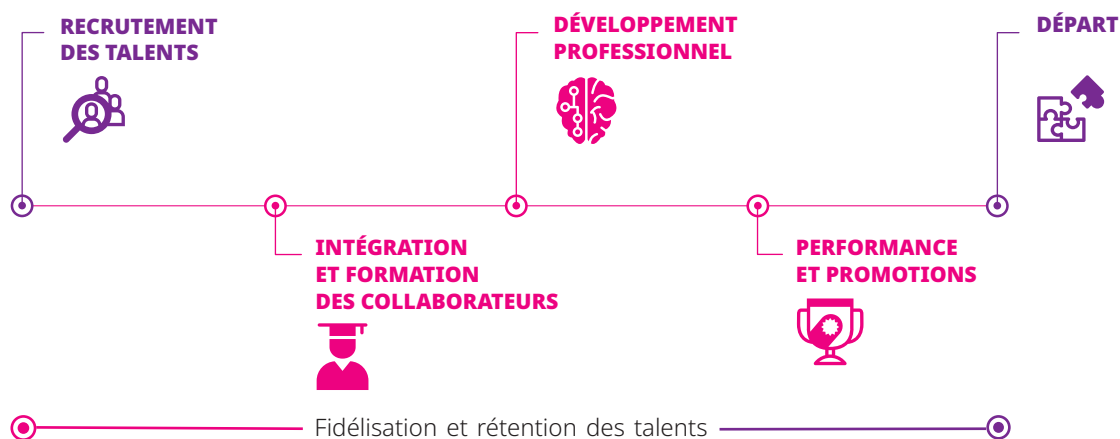 RECRUTEMENT
DES TALENTS
DÉVELOPPEMENT
PROFESSIONNEL
DÉPART
INTÉGRATION
ET FORMATION
DES COLLABORATEURS
PERFORMANCE
ET PROMOTIONS
Fidélisation et rétention des talents